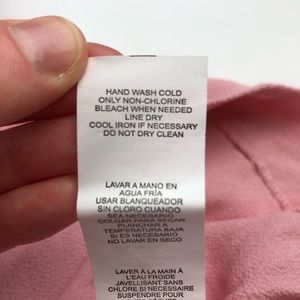 HAND WASH COLD
ONLY NON-CHLORINE
BLEACH WHEN NEEDED
LINE DRY
COOL IRON IF NECESSARY
DO NOT DRY CLEAN
LAVAR A MANO EN
AGUA FRÍA
USAR BLANQUEADOR
SIN CLORO CUANDO
SEA NECESARIO
COLGAR PARA SECAR
PLANCHAR A
TEMPERATURA BAJA
SI ES NECESARIO
NO LAVAR EN SECO
LAVER À LA MAIN À
L'EAU FROIDE
JAVELLISANT SANS
CHLORE SI NÉCESSAIRE
SUSPENDRE POUR